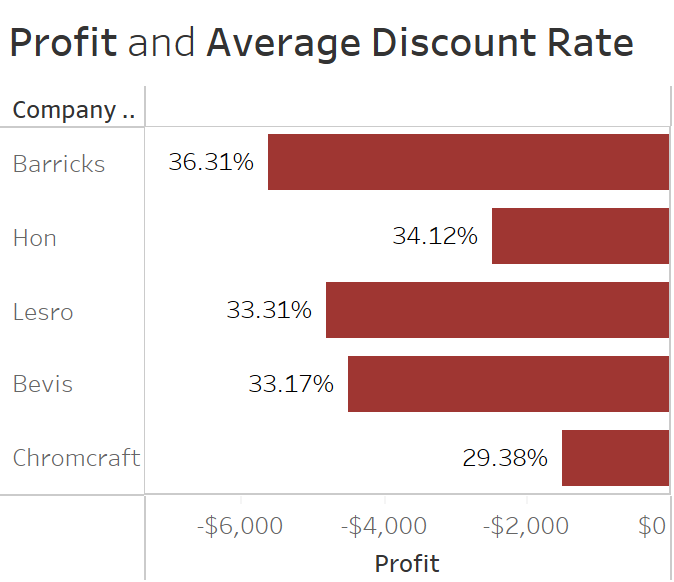 Profit and Average Discount Rate
Company ..
Barricks 36.31%
Hon 34.12%
Lesro 33.31%
Bevis 33.17%
Chromcraft 29.38%
-$6,000 -$4,000 -$2,000 $0
Profit